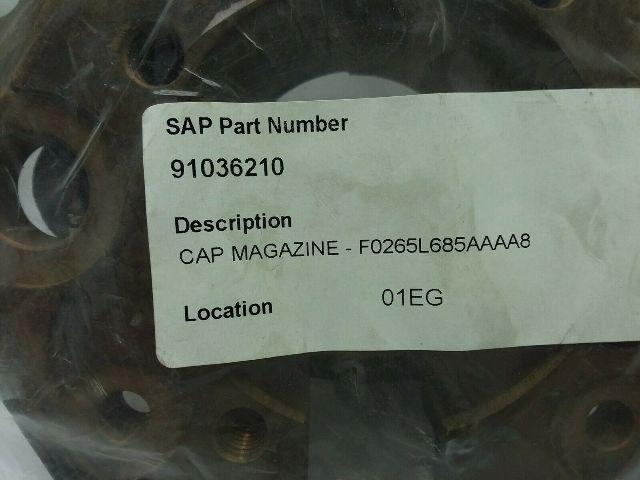 SAP Part Number
91036210
Description
CAP MAGAZINE - F0265L685AAAA8
Location 01EG